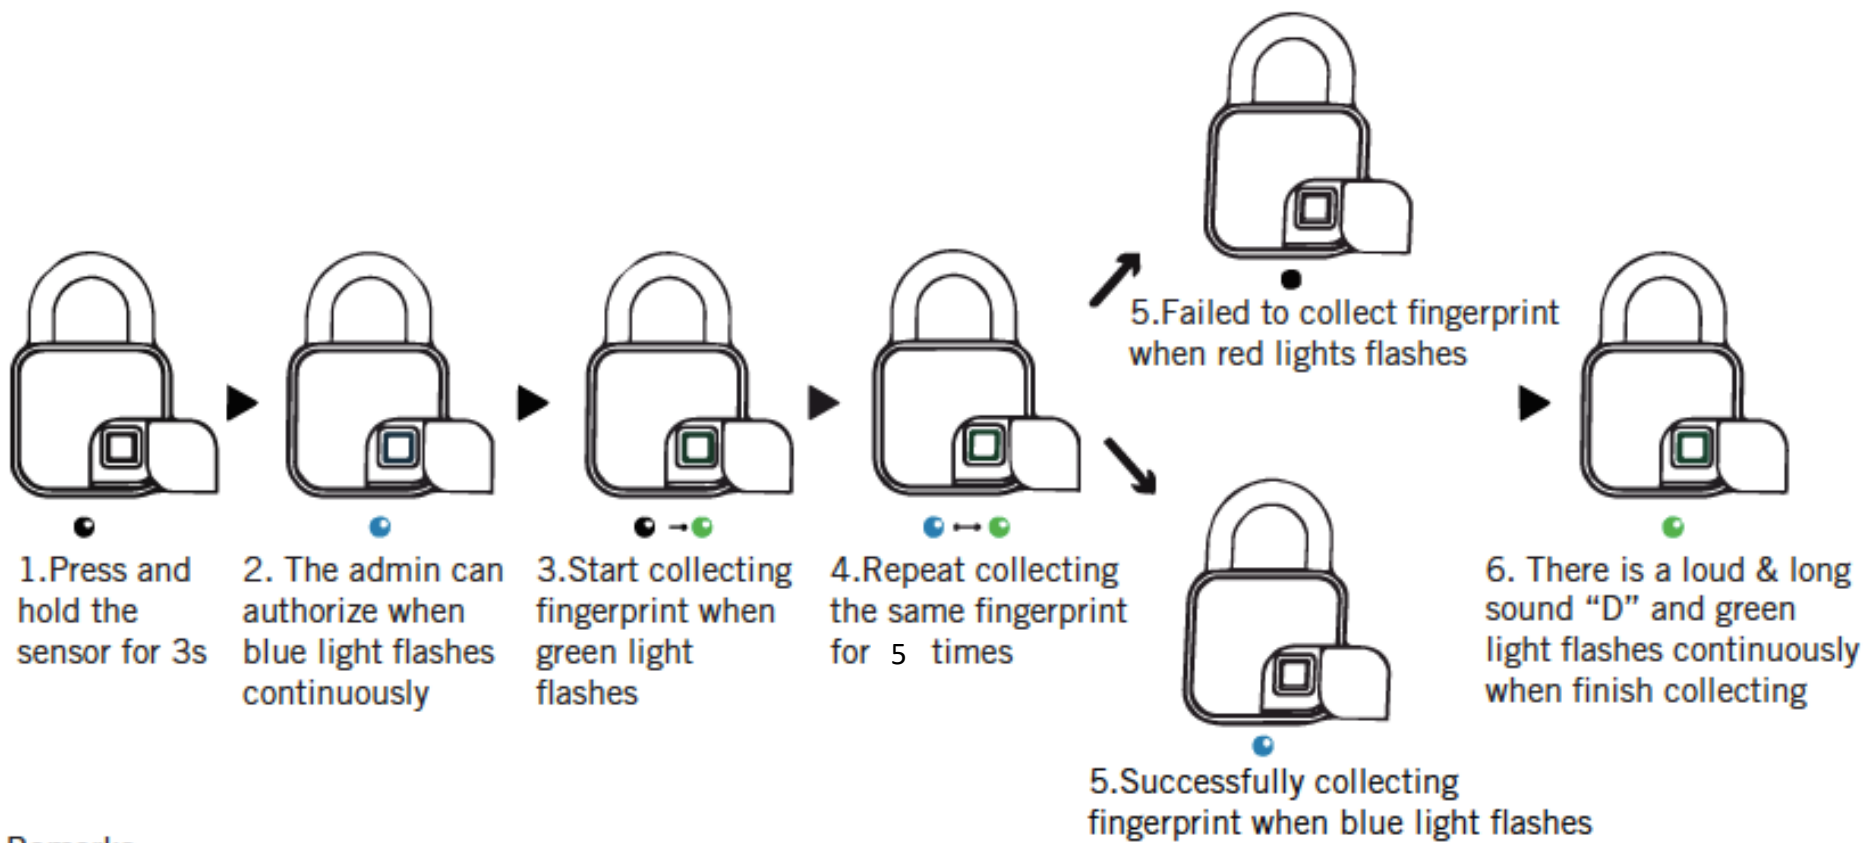 1.Press and
hold the
sensor for 3s
2. The admin can
authorize when
blue light flashes
continuously
3.Start collecting
fingerprint when
green light
flashes
4.Repeat collecting
the same fingerprint
for 5 times
5.Failed to collect fingerprint
when red lights flashes
5.Successfully collecting
fingerprint when blue light flashes
6. There is a loud & long
sound “D” and green
light flashes continuously
when finish collecting